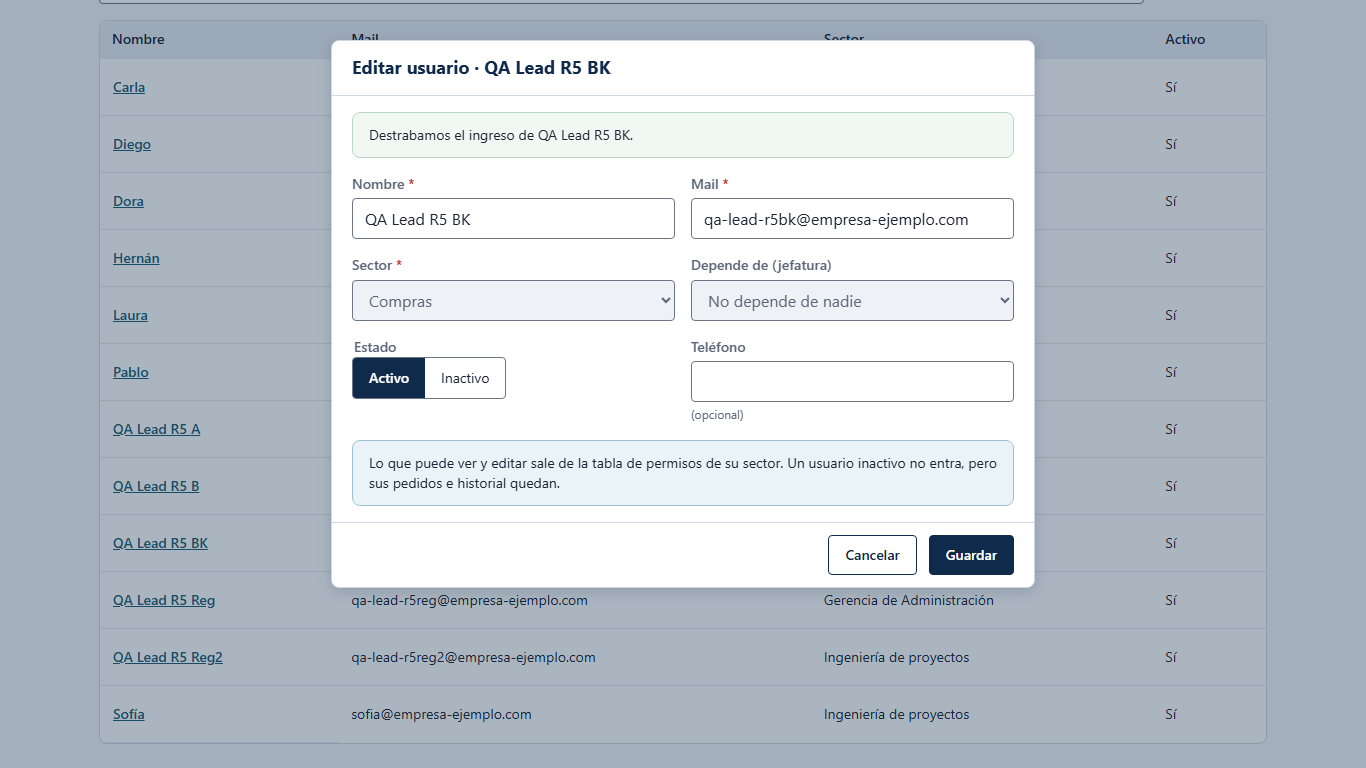 Nombre Mail Sector Activo
Editar usuario · QA Lead R5 BK
Carla Sí
Destrabamos el ingreso de QA Lead R5 BK.
Diego Sí
Nombre * Mail *
Dora Sí
QA Lead R5 BK qa-lead-r5bk@empresa-ejemplo.com
Hernán Sí
Sector * Depende de (jefatura)
Compras No depende de nadie
Laura Sí
Estado Teléfono
Pablo Sí
Activo Inactivo
(opcional)
QA Lead R5 A Sí
Lo que puede ver y editar sale de la tabla de permisos de su sector. Un usuario inactivo no entra, pero
sus pedidos e historial quedan.
QA Lead R5 B Sí
QA Lead R5 BK Sí
Cancelar Guardar
QA Lead R5 Reg qa-lead-r5reg@empresa-ejemplo.com Gerencia de Administración Sí
QA Lead R5 Reg2 qa-lead-r5reg2@empresa-ejemplo.com Ingeniería de proyectos Sí
Sofía sofia@empresa-ejemplo.com Ingeniería de proyectos Sí